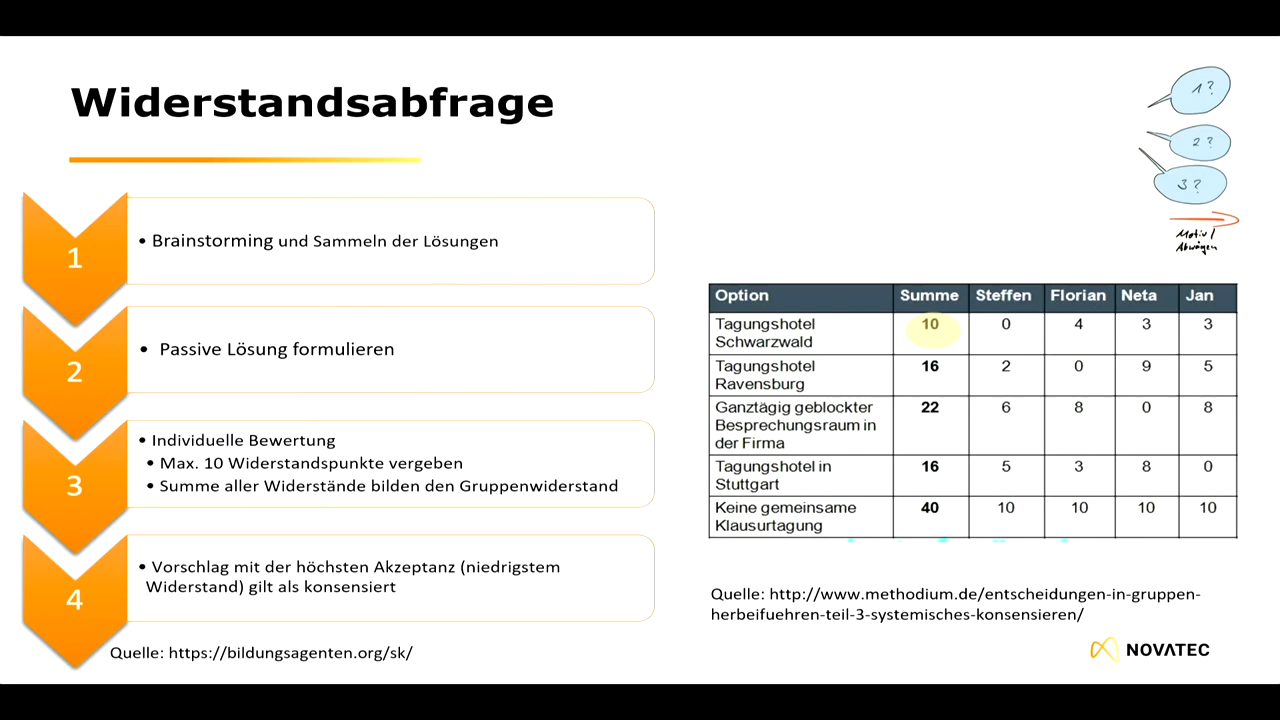 Widerstandsabfrage
1
• Brainstorming und Sammeln der Lösungen
2
• Passive Lösung formulieren
3
• Individuelle Bewertung
• Max. 10 Widerstandspunkte vergeben
• Summe aller Widerstände bilden den Gruppenwiderstand
4
• Vorschlag mit der höchsten Akzeptanz (niedrigstem
Widerstand) gilt als konsensiert
Quelle: https://bildungsagenten.org/sk/
1?
2?
3?
Motiv/
Abwägen
Option Summe Steffen Florian Neta Jan
Tagungshotel 10 0 4 3 3
Schwarzwald
Tagungshotel 16 2 0 9 5
Ravensburg
Ganztägig geblockter 22 6 8 0 8
Besprechungsraum in
der Firma
Tagungshotel in 16 5 3 8 0
Stuttgart
Keine gemeinsame 40 10 10 10 10
Klausurtagung
Quelle: http://www.methodium.de/entscheidungen-in-gruppen-
herbeifuehren-teil-3-systemisches-konsensieren/
NOVATEC